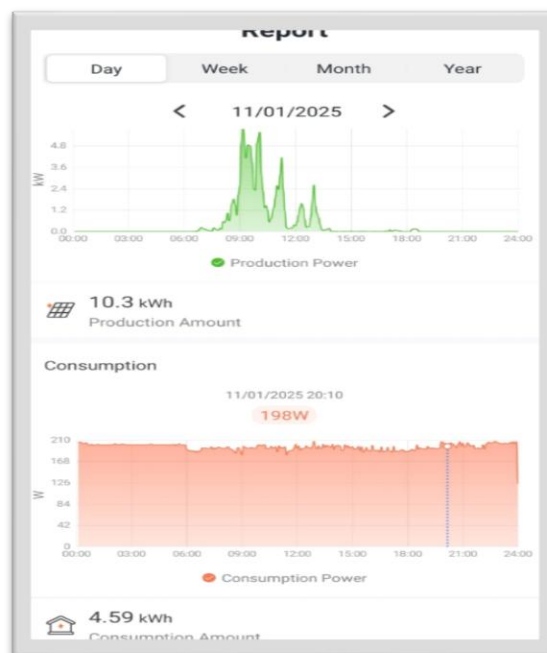 Report
Day Week Month Year
< 11/01/2025 >
kW
4.8
3.6
2.4
1.2
0.0
00:00 03:00 06:00 09:00 12:00 15:00 18:00 21:00 24:00
Production Power
10.3 kWh
Production Amount
Consumption
11/01/2025 20:10
198W
W
210
168
126
84
42
0
00:00 03:00 06:00 09:00 12:00 15:00 18:00 21:00 24:00
Consumption Power
4.59 kWh
Consumption Amount